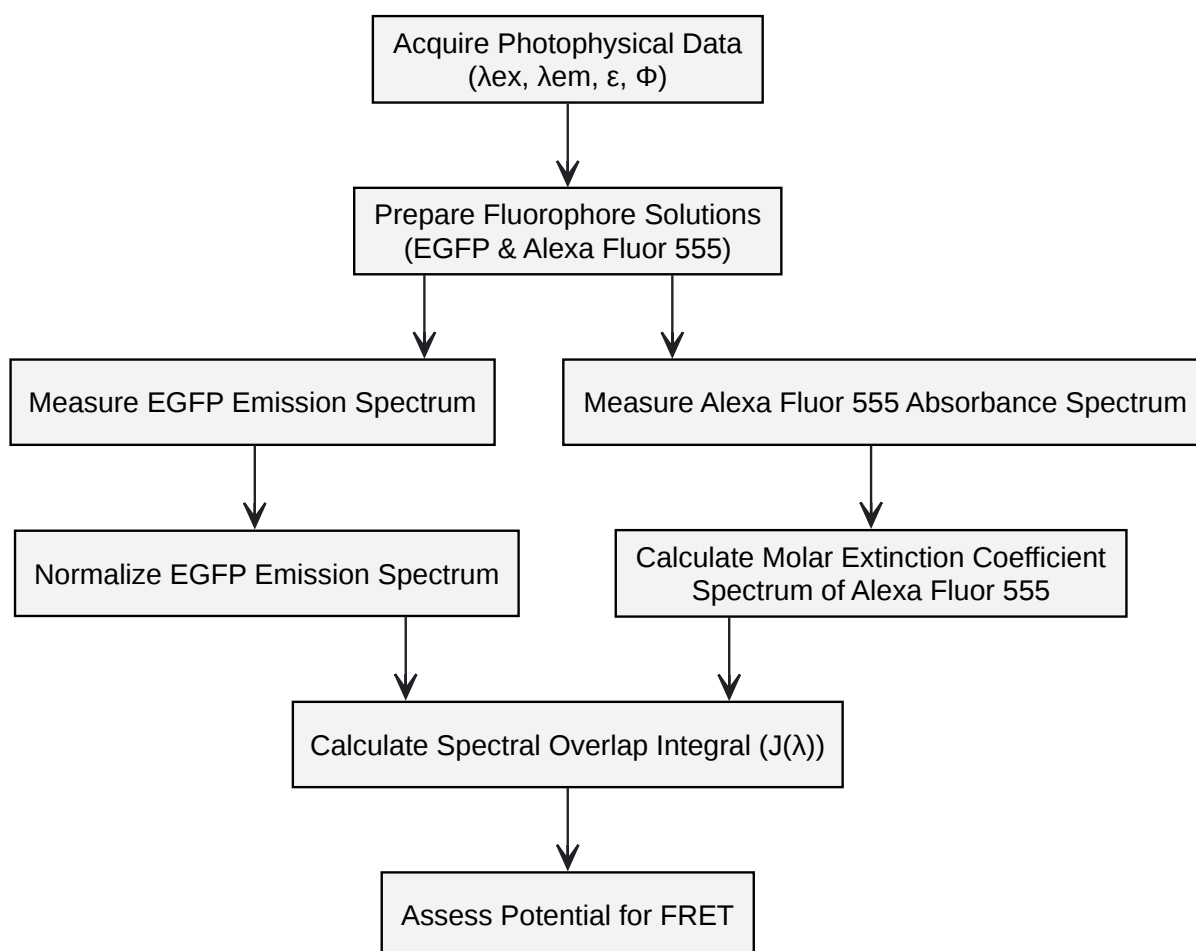 Acquire Photophysical Data
(λex, λem, ε, Φ)
Prepare Fluorophore Solutions
(EGFP & Alexa Fluor 555)
Measure EGFP Emission Spectrum
Measure Alexa Fluor 555 Absorbance Spectrum
Normalize EGFP Emission Spectrum
Calculate Molar Extinction Coefficient
Spectrum of Alexa Fluor 555
Calculate Spectral Overlap Integral (J(λ))
Assess Potential for FRET